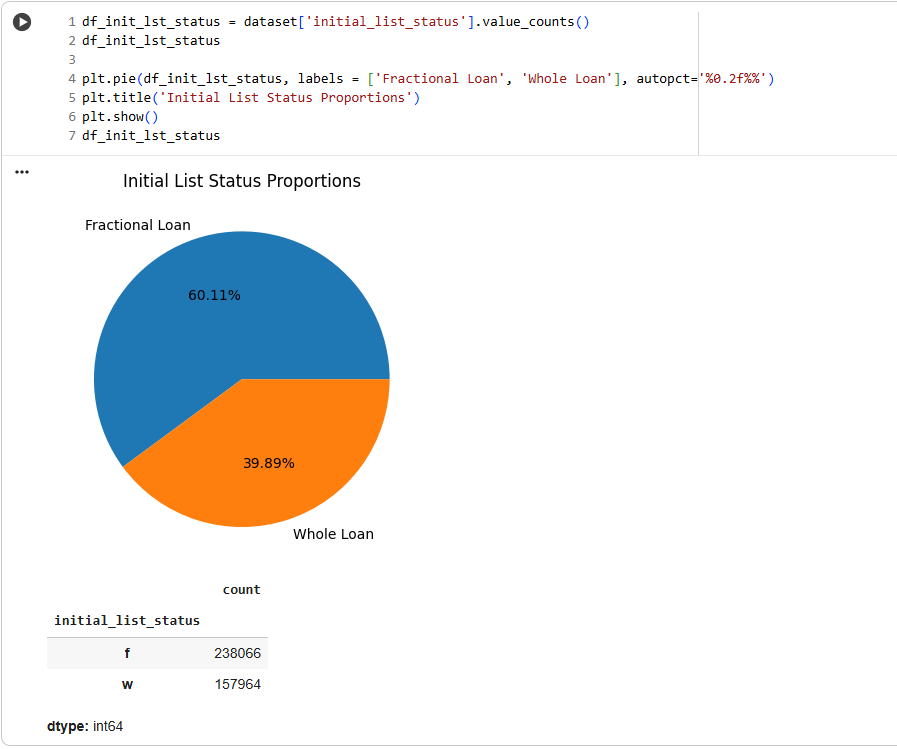 1 df_init_lst_status = dataset['initial_list_status'].value_counts()
2 df_init_lst_status
3
4 plt.pie(df_init_lst_status, labels = ['Fractional Loan', 'Whole Loan'], autopct='%0.2f%%')
5 plt.title('Initial List Status Proportions')
6 plt.show()
7 df_init_lst_status
Initial List Status Proportions
Fractional Loan
60.11%
39.89%
Whole Loan
count
initial_list_status
f 238066
w 157964
dtype: int64